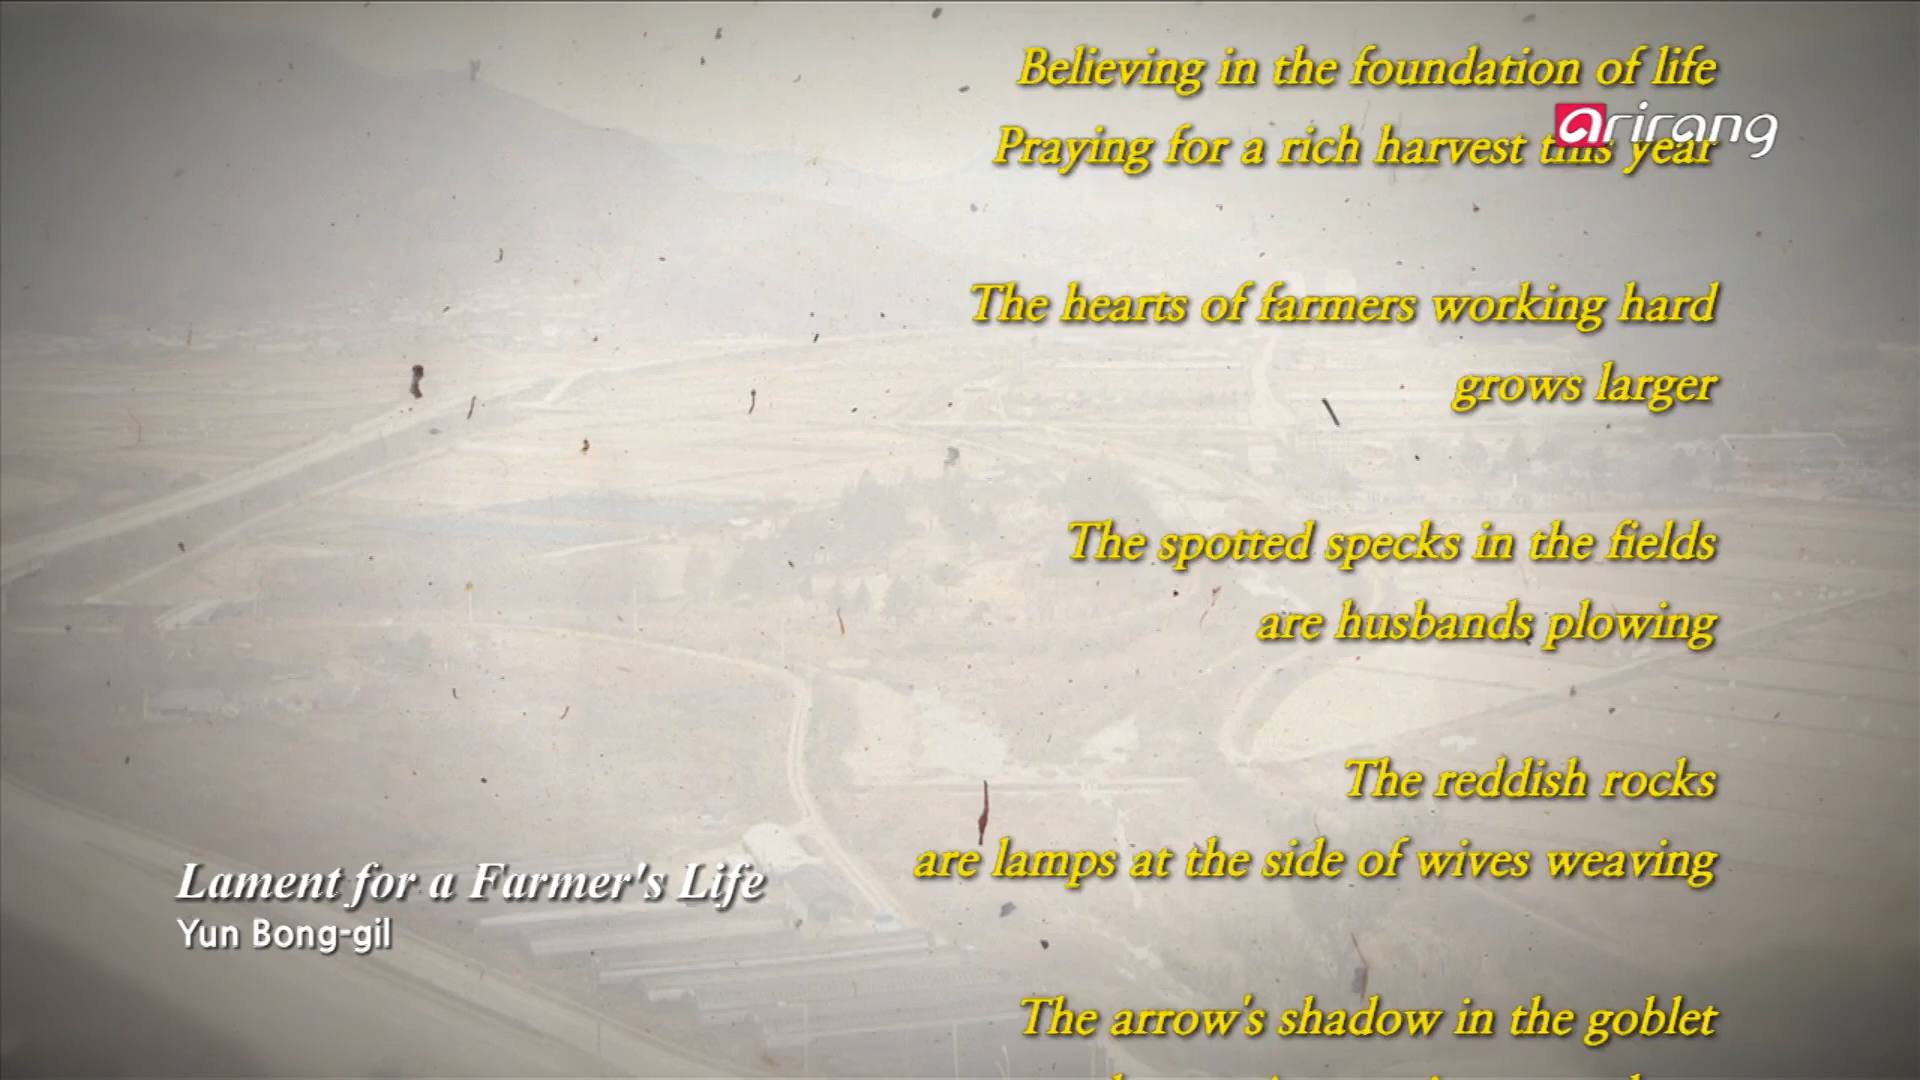 Believing in the foundation of life
arirang
Praying for a rich harvest this year
The hearts of farmers working hard
grows larger
The spotted specks in the fields
are husbands plowing
The reddish rocks
are lamps at the side of wives weaving
Lament for a Farmer's Life
Yun Bong-gil
The arrow's shadow in the goblet